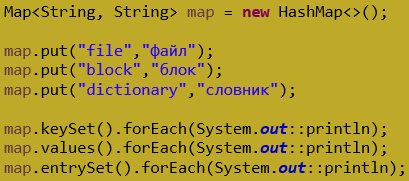 Map<String, String> map = new HashMap<>();
map.put("file","файл");
map.put("block","блок");
map.put("dictionary","словник");
map.keySet().forEach(System.out::println);
map.values().forEach(System.out::println);
map.entrySet().forEach(System.out::println);